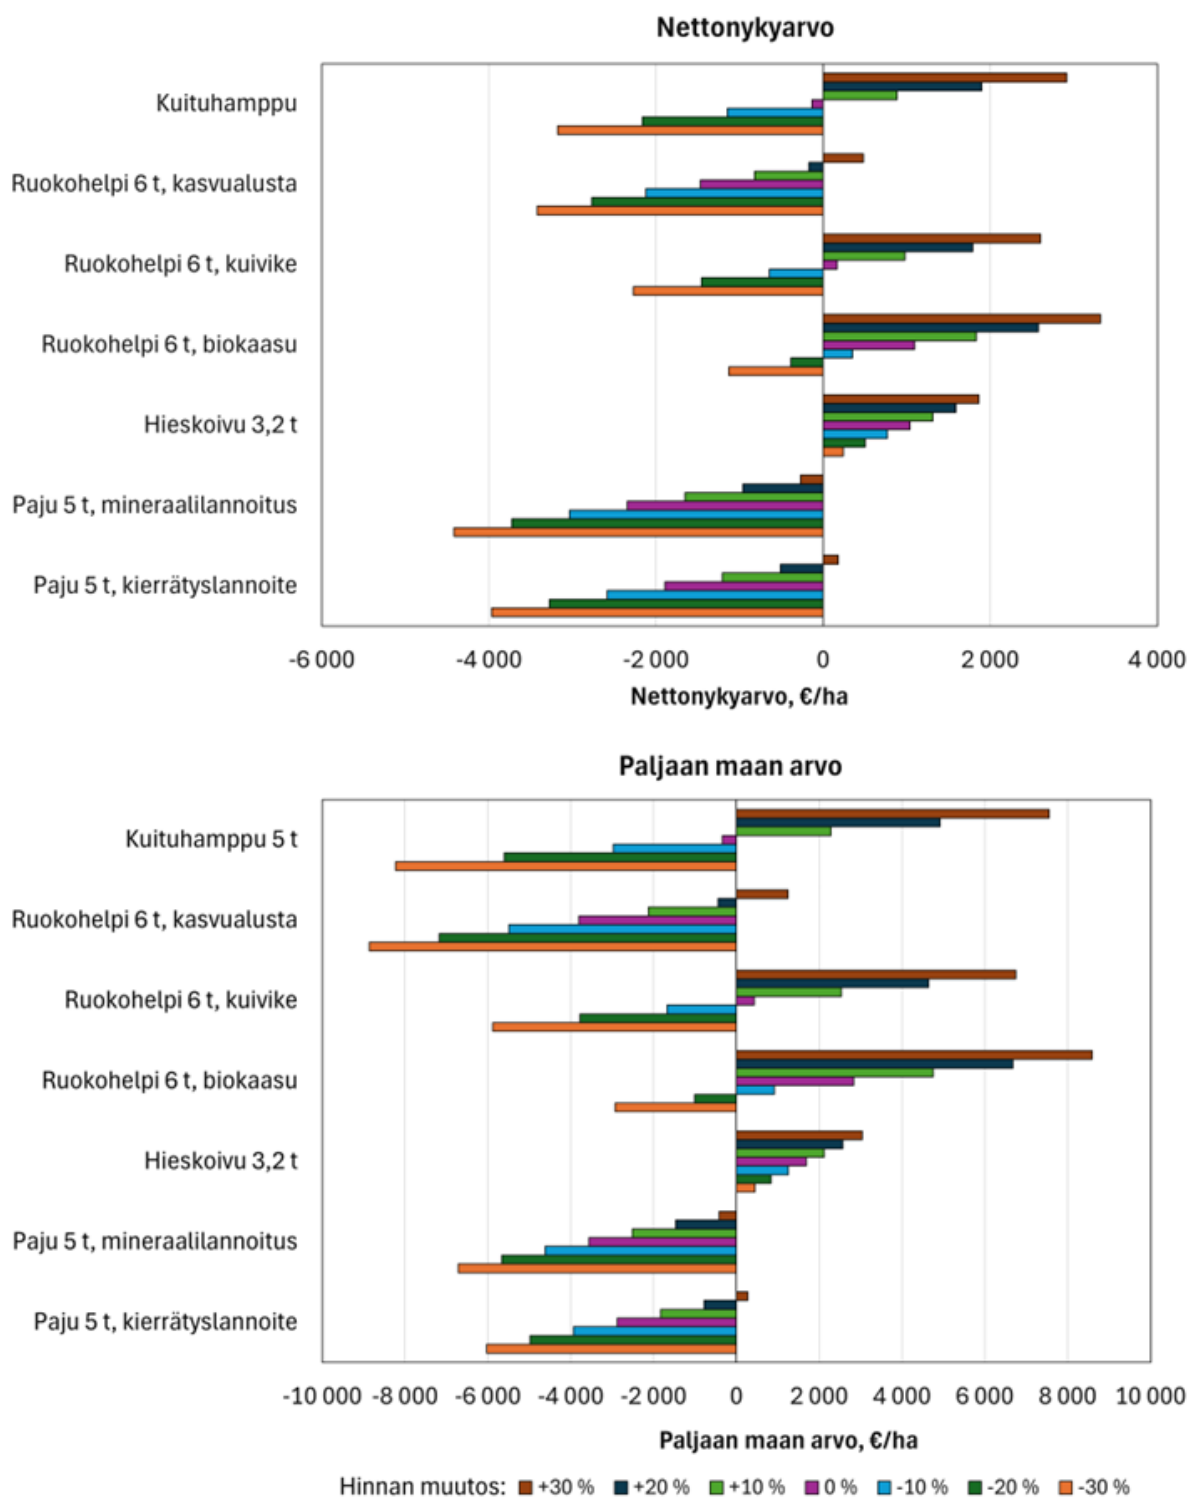 Nettonykyarvo
Kuituhamppu
Ruokohelpi 6 t, kasvualusta
Ruokohelpi 6 t, kuivike
Ruokohelpi 6 t, biokaasu
Hieskoivu 3,2 t
Paju 5 t, mineraalilannoitus
Paju 5 t, kierrätyslannoite
-6 000 -4 000 -2 000 0 2 000 4 000
Nettonykyarvo, €/ha
Paljaan maan arvo
Kuituhamppu 5 t
Ruokohelpi 6 t, kasvualusta
Ruokohelpi 6 t, kuivike
Ruokohelpi 6 t, biokaasu
Hieskoivu 3,2 t
Paju 5 t, mineraalilannoitus
Paju 5 t, kierrätyslannoite
-10 000 -8 000 -6 000 -4 000 -2 000 0 2 000 4 000 6 000 8 000 10 000
Paljaan maan arvo, €/ha
Hinnan muutos: +30 % +20 % +10 % 0 % -10 % -20 % -30 %